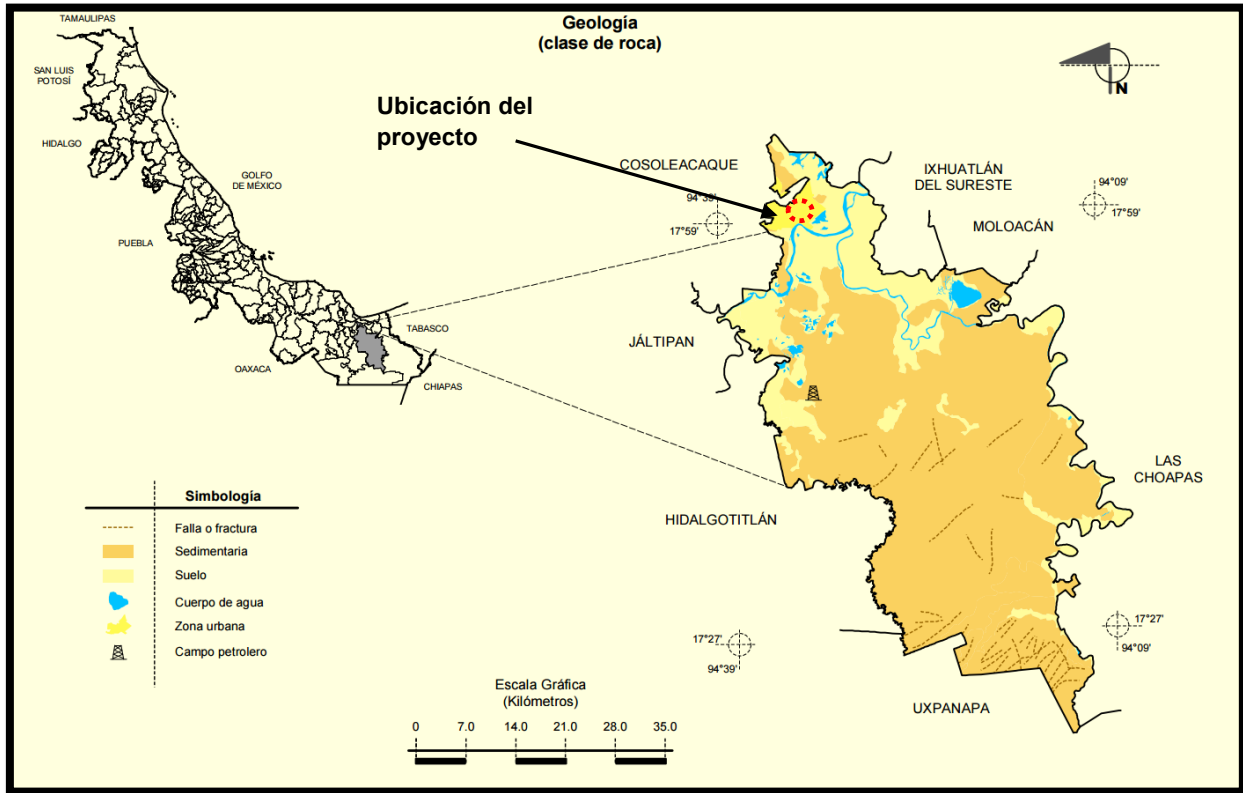 Geología
(clase de roca)
TAMAULIPAS
SAN LUIS
POTOSÍ
HIDALGO
GOLFO
DE MÉXICO
PUEBLA
OAXACA
TABASCO
CHIAPAS
Ubicación del
proyecto
N
COSOLEACAQUE
IXHUATLÁN
DEL SURESTE
MOLOACÁN
94°39'
17°59'
94°09'
17°59'
JÁLTIPAN
LAS
CHOAPAS
HIDALGOTITLÁN
17°27'
94°39'
17°27'
94°09'
UXPANAPA
Simbología
Falla o fractura
Sedimentaria
Suelo
Cuerpo de agua
Zona urbana
Campo petrolero
Escala Gráfica
(Kilómetros)
0 7.0 14.0 21.0 28.0 35.0